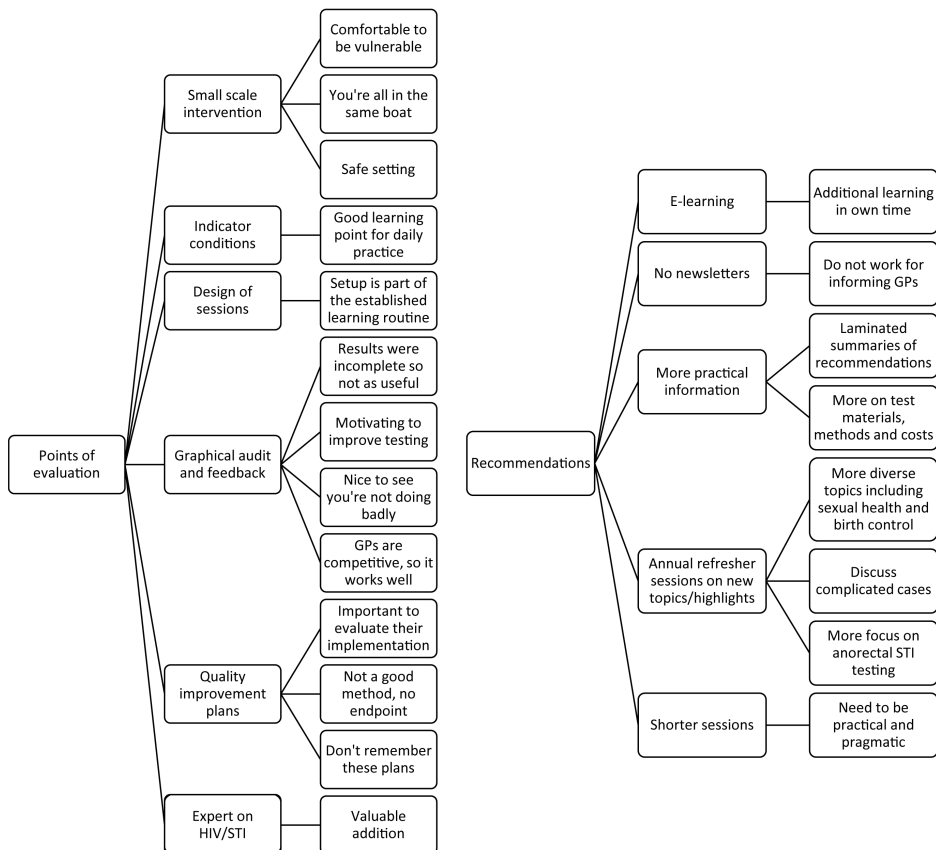 Points of
evaluation
Small scale
intervention
Comfortable to
be vulnerable
You're all in the
same boat
Safe setting
Indicator
conditions
Good learning
point for daily
practice
Design of
sessions
Setup is part of
the established
learning routine
Graphical audit
and feedback
Results were
incomplete so
not as useful
Motivating to
improve testing
Nice to see
you're not doing
badly
GPs are
competitive, so it
works well
Quality
improvement
plans
Important to
evaluate their
implementation
Not a good
method, no
endpoint
Don't remember
these plans
Expert on
HIV/STI
Valuable
addition
Recommendations
E-learning
Additional learning
in own time
No newsletters
Do not work for
informing GPs
More practical
information
Laminated
summaries of
recommendations
More on test
materials,
methods and costs
Annual refresher
sessions on new
topics/highlights
More diverse
topics including
sexual health and
birth control
Discuss
complicated cases
More focus on
anorectal STI
testing
Shorter sessions
Need to be
practical and
pragmatic